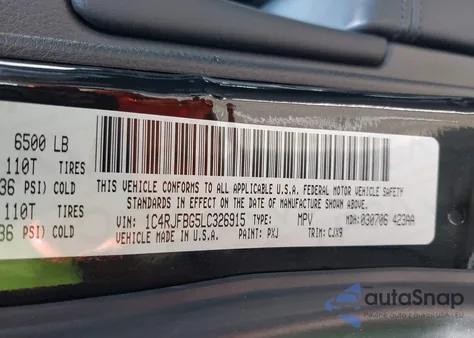 6500 LB
110T TIRES
36 PSI) COLD
110T TIRES
36 PSI) COLD
THIS VEHICLE CONFORMS TO ALL APPLICABLE U.S.A. FEDERAL MOTOR VEHICLE SAFETY
STANDARDS IN EFFECT ON THE DATE OF MANUFACTURE SHOWN ABOVE.
VIN: 1C4RJFBG5LC326915 TYPE: MPV MDH: 030706 423AA
VEHICLE MADE IN U.S.A. PAINT: PXJ TRIM: CJX9
autoSnap